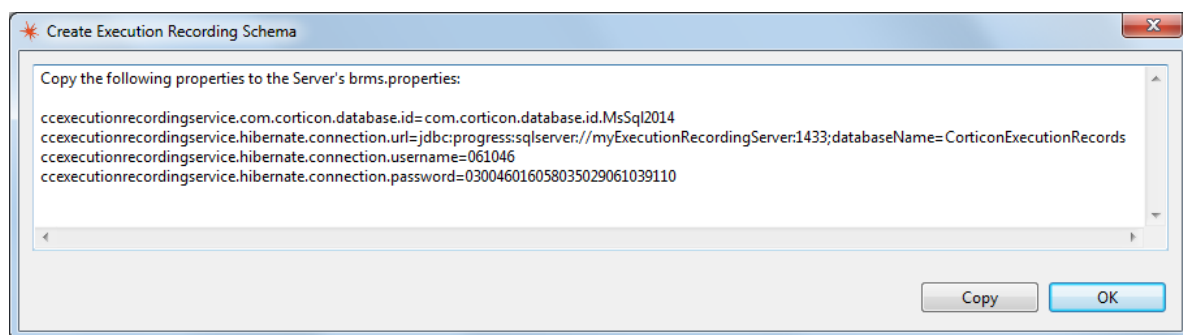 Create Execution Recording Schema
Copy the following properties to the Server's brms.properties:
ccexecutionrecordingservice.com.corticon.database.id=com.corticon.database.id.MsSql2014
ccexecutionrecordingservice.hibernate.connection.url=jdbc:progress:sqlserver://myExecutionRecordingServer:1433;databaseName=CorticonExecutionRecords
ccexecutionrecordingservice.hibernate.connection.username=061046
ccexecutionrecordingservice.hibernate.connection.password=030046016058035029061039110
Copy
OK